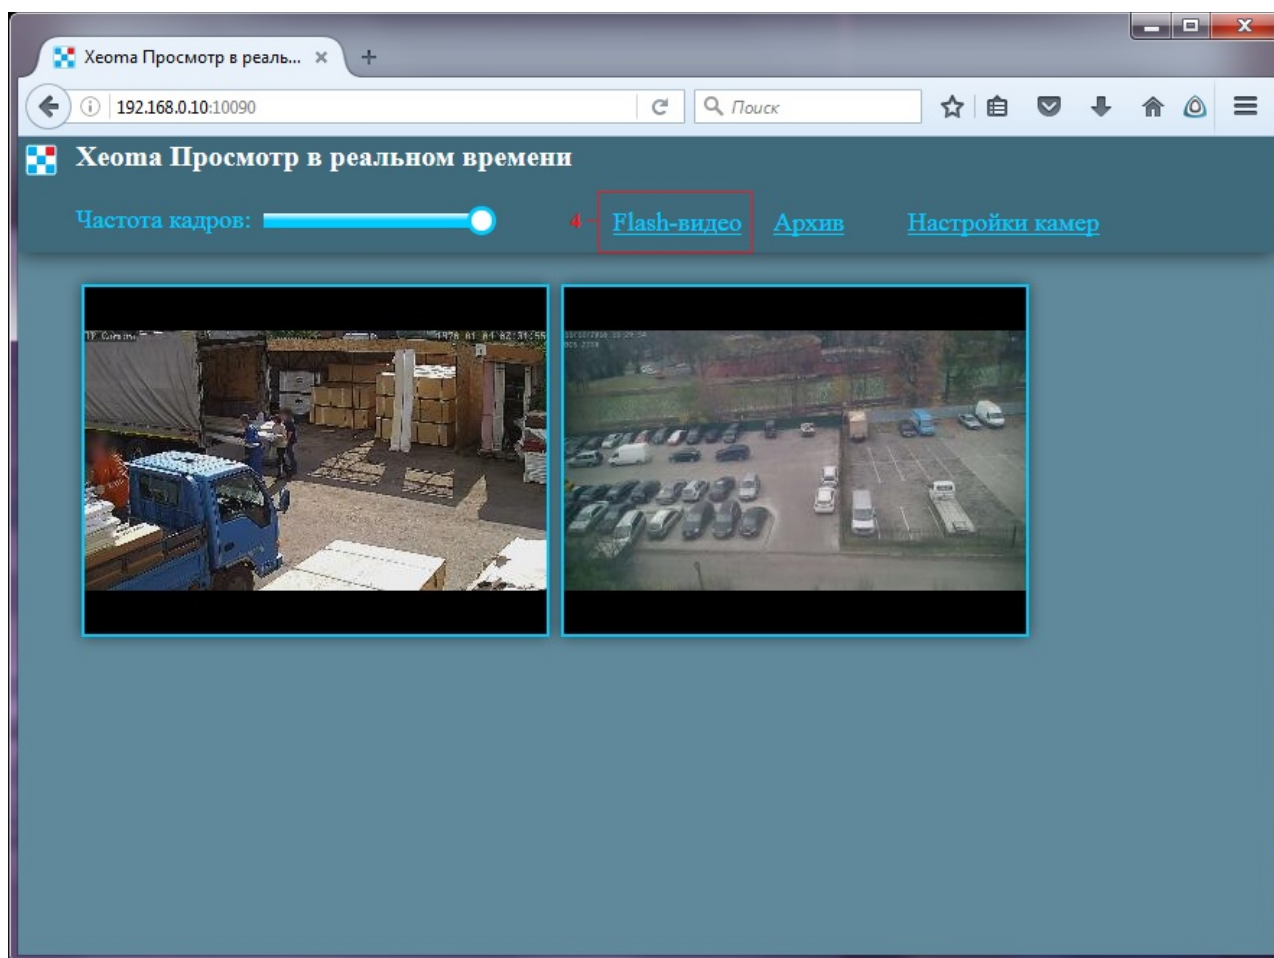 Xeoma Просмотр в реаль...
192.168.0.10:10090
Поиск
Xeoma Просмотр в реальном времени
Частота кадров: 4 Flash-видео Архив Настройки камер